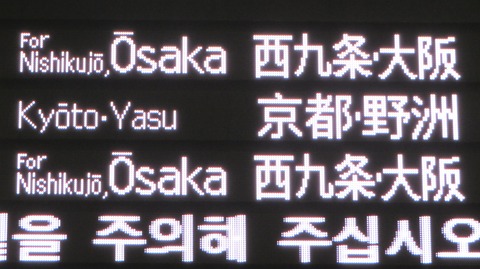 For Nishikujō, Ōsaka 西九条・大阪
Kyōto・Yasu 京都・野洲
For Nishikujō, Ōsaka 西九条・大阪
을 주의해 주십시오